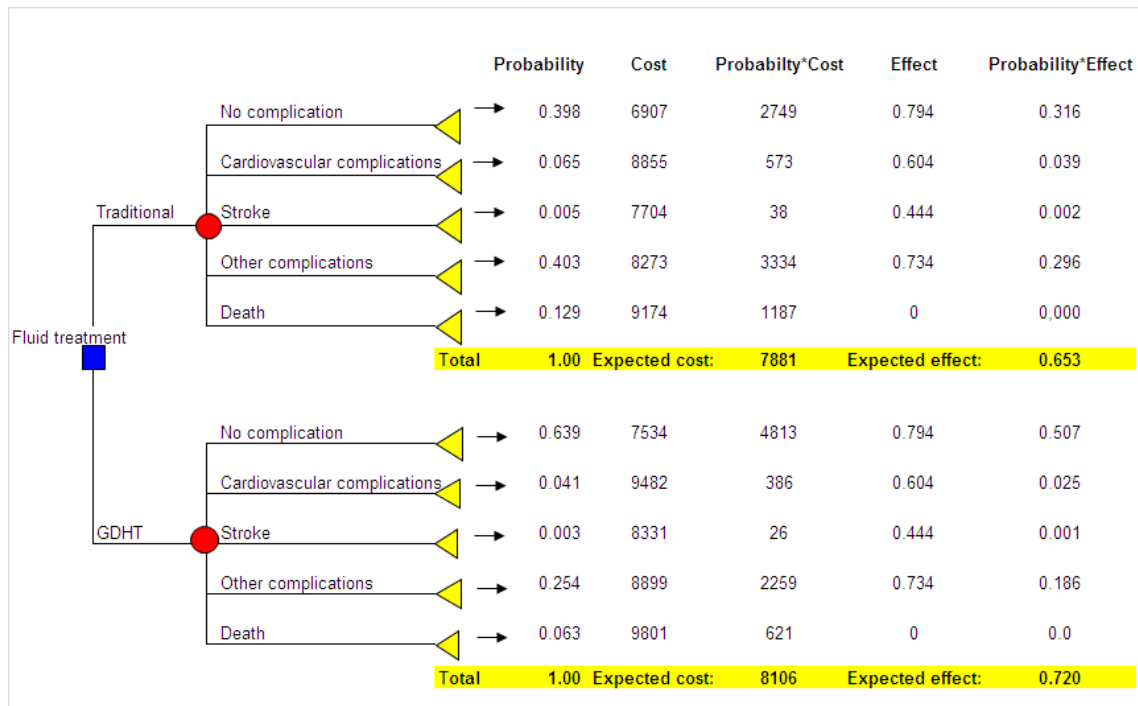 Probability Cost Probabilty*Cost Effect Probability*Effect
No complication 0.398 6907 2749 0.794 0.316
Cardiovascular complications 0.065 8855 573 0.604 0.039
Traditional Stroke 0.005 7704 38 0.444 0.002
Other complications 0.403 8273 3334 0.734 0.296
Death 0.129 9174 1187 0 0,000
Fluid treatment
Total 1.00 Expected cost: 7881 Expected effect: 0.653
No complication 0.639 7534 4813 0.794 0.507
Cardiovascular complications 0.041 9482 386 0.604 0.025
GDHT Stroke 0.003 8331 26 0.444 0.001
Other complications 0.254 8899 2259 0.734 0.186
Death 0.063 9801 621 0 0.0
Total 1.00 Expected cost: 8106 Expected effect: 0.720